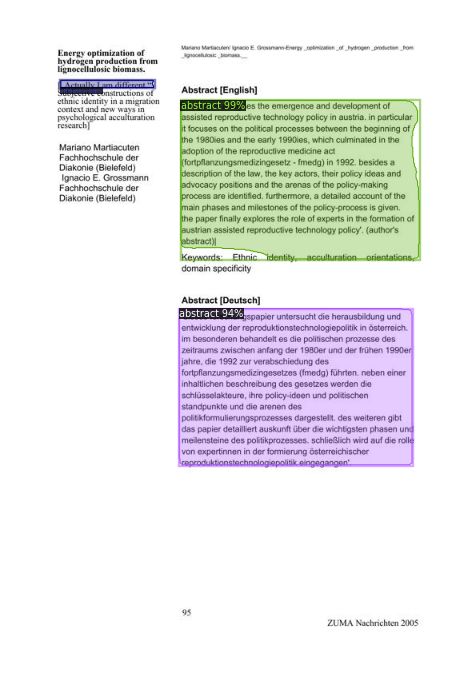 Mariano Martiacuten/ Ignacio E. Grossmann-Energy _optimization _of _hydrogen _production _from
_lignocellulosic _biomass.__
Energy optimization of
hydrogen production from
lignocellulosic biomass.
Actually I am different."
Subjective constructions of
ethnic identity in a migration
context and new ways in
psychological acculturation
research]
Mariano Martiacuten
Fachhochschule der
Diakonie (Bielefeld)
Ignacio E. Grossmann
Fachhochschule der
Diakonie (Bielefeld)
Abstract [English]
abstract 99%
es the emergence and development of
assisted reproductive technology policy in austria. in particular
it focuses on the political processes between the beginning of
the 1980ies and the early 1990ies, which culminated in the
adoption of the reproductive medicine act
(fortpflanzungsmedizingesetz - fmedg) in 1992. besides a
description of the law, the key actors, their policy ideas and
advocacy positions and the arenas of the policy-making
process are identified. furthermore, a detailed account of the
main phases and milestones of the policy-process is given.
the paper finally explores the role of experts in the formation of
austrian assisted reproductive technology policy'. (author's
abstract)|
Keywords: Ethnic identity, acculturation orientations,
domain specificity
Abstract [Deutsch]
abstract 94%
spapier untersucht die herausbildung und
entwicklung der reproduktionstechnologiepolitik in österreich.
im besonderen behandelt es die politischen prozesse des
zeitraums zwischen anfang der 1980er und der frühen 1990er
jahre, die 1992 zur verabschiedung des
fortpflanzungsmedizingesetzes (fmedg) führten. neben einer
inhaltlichen beschreibung des gesetzes werden die
schlüsselakteure, ihre policy-ideen und politischen
standpunkte und die arenen des
politikformulierungsprozesses dargestellt. des weiteren gibt
das papier detailliert auskunft über die wichtigsten phasen und
meilensteine des politikprozesses. schließlich wird auf die rolle
von expertinnen in der formierung österreichischer
reproduktionstechnologiepolitik eingegangen'.
95
ZUMA Nachrichten 2005